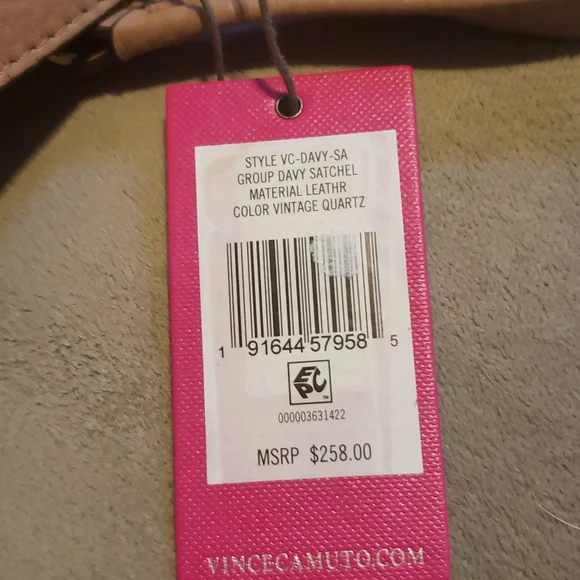 STYLE VC-DAVY-SA
GROUP DAVY SATCHEL
MATERIAL LEATHR
COLOR VINTAGE QUARTZ
1 91644 57958 5
EPC
000003631422
MSRP $258.00
VINCECAMUTO.COM